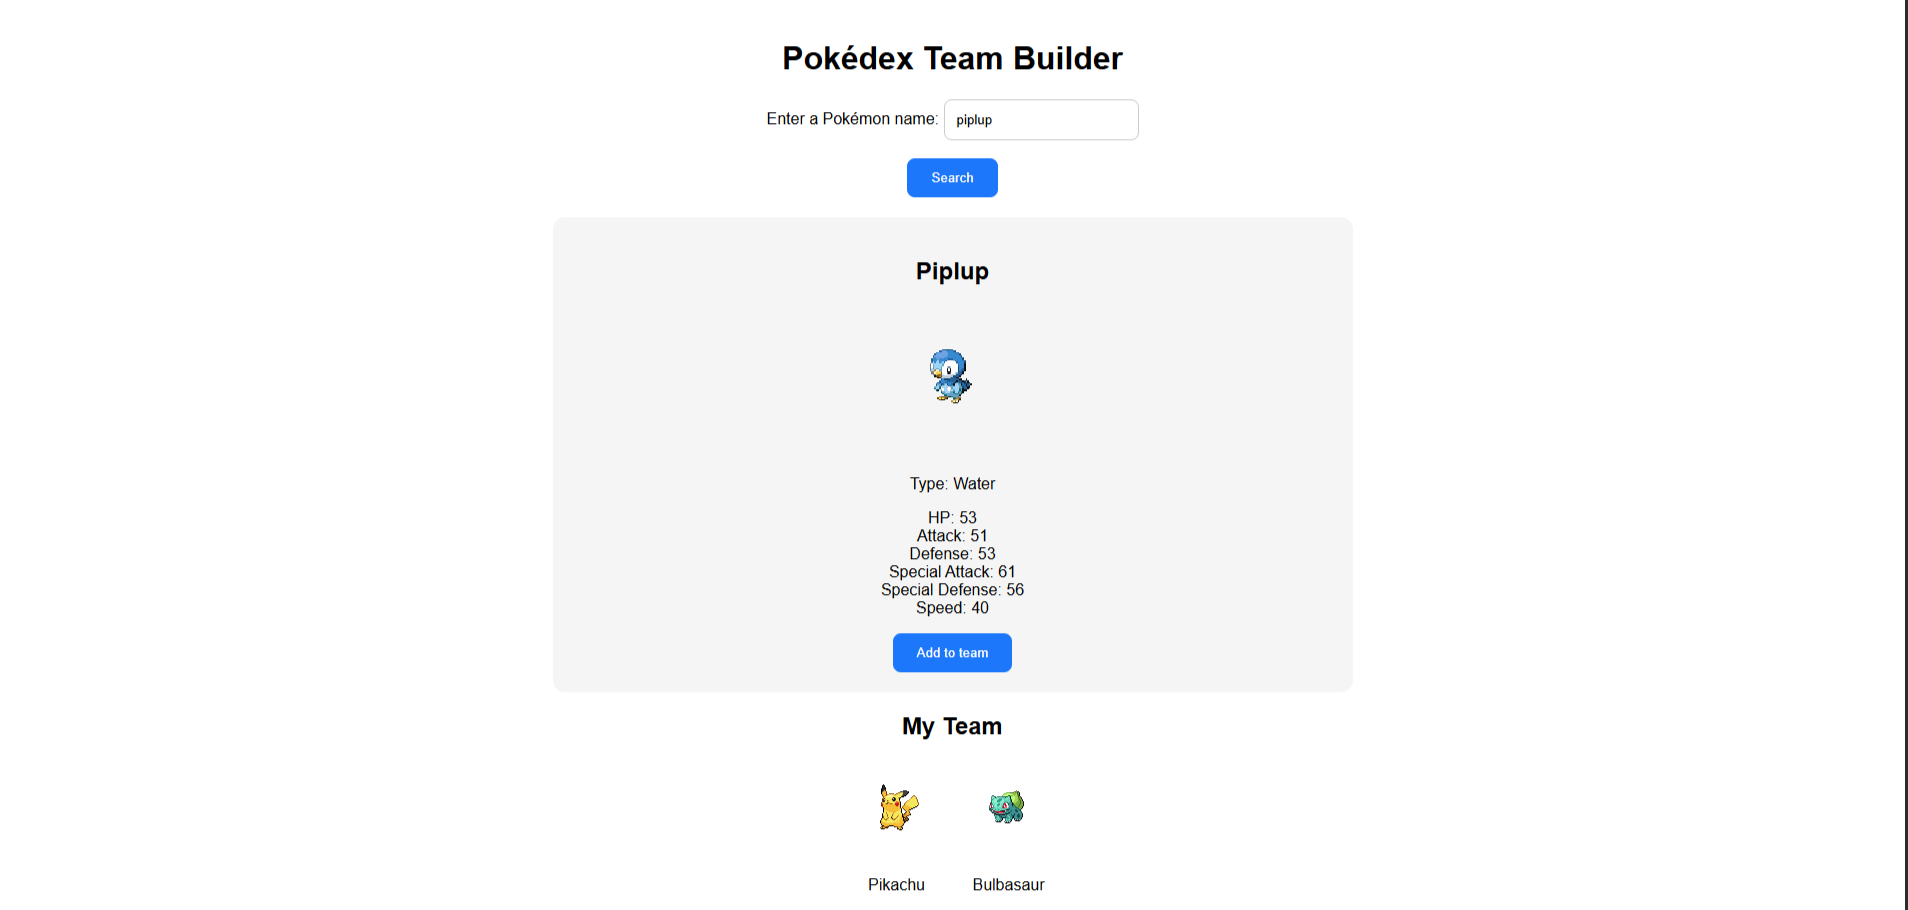 Pokédex Team Builder
Enter a Pokémon name: piplup
Search
Piplup
Type: Water
HP: 53
Attack: 51
Defense: 53
Special Attack: 61
Special Defense: 56
Speed: 40
Add to team
My Team
Pikachu Bulbasaur